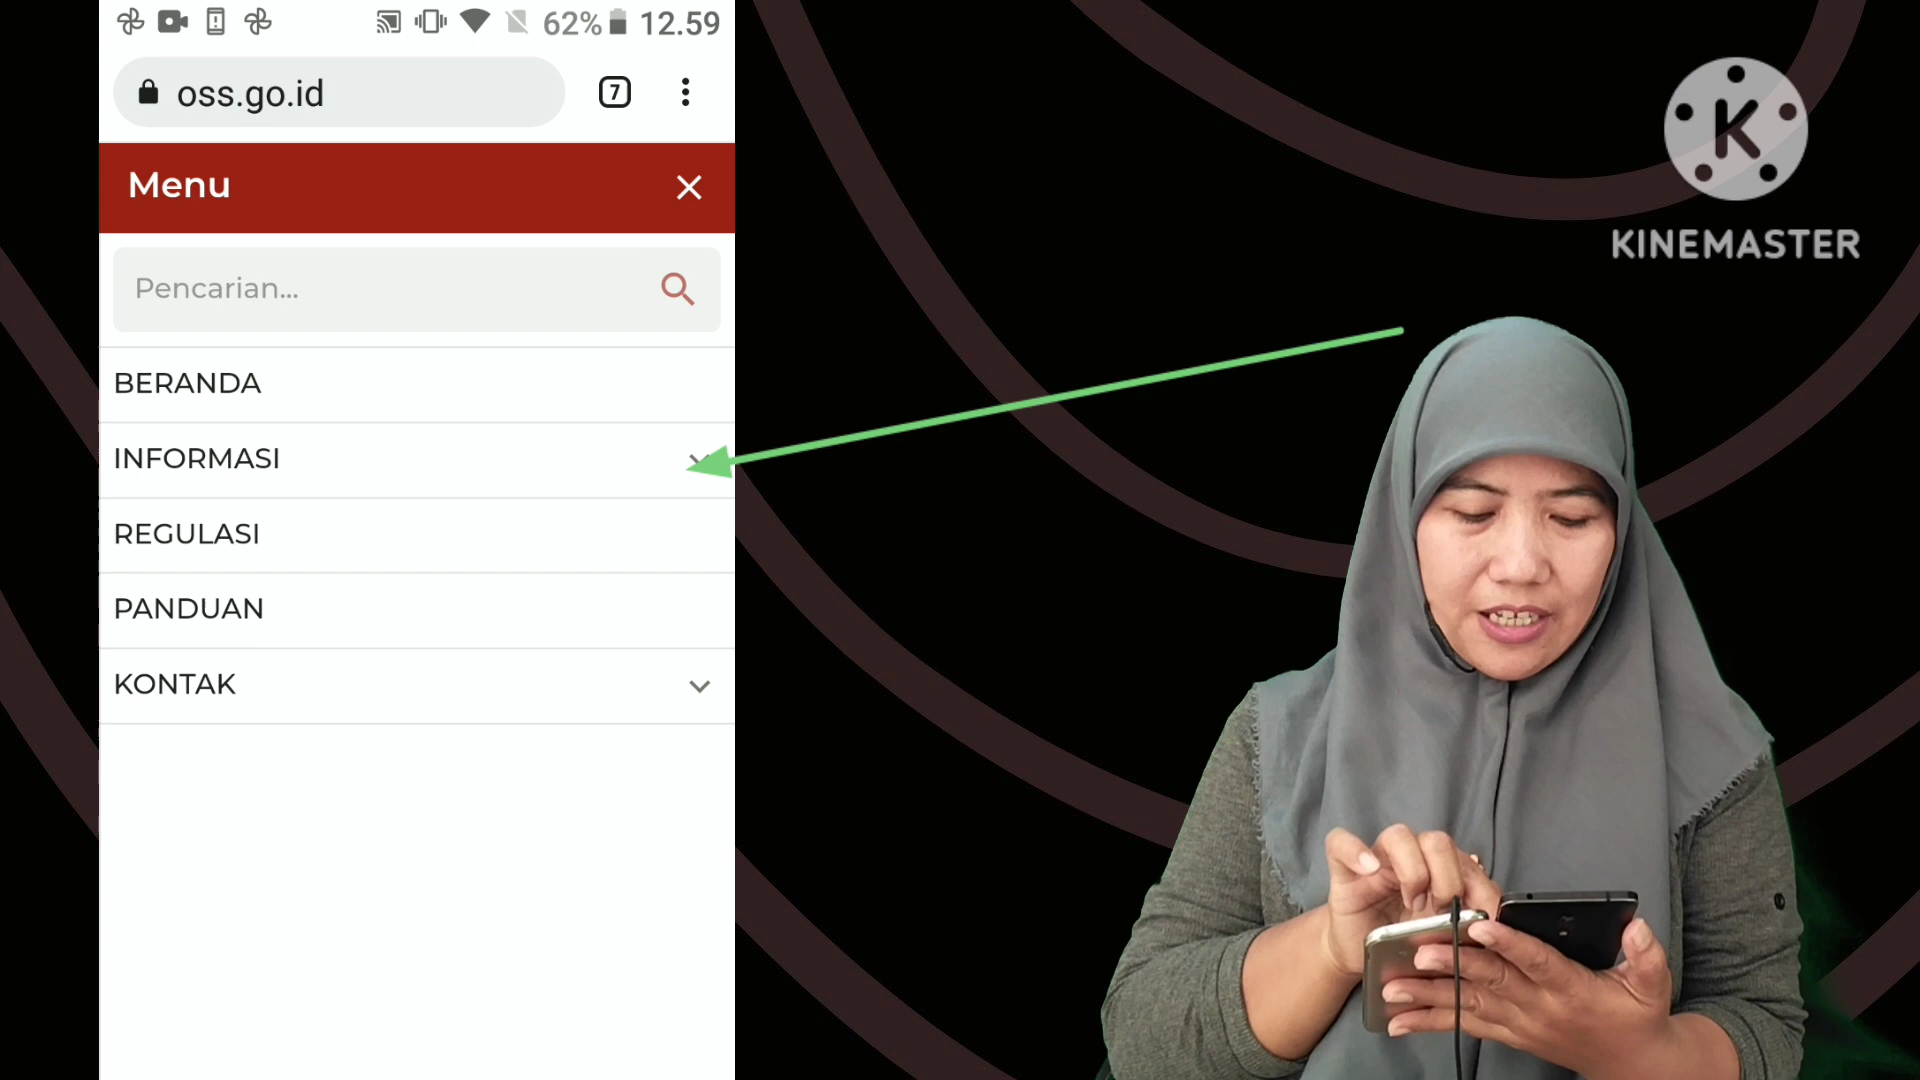 62% 12.59
oss.go.id 7
Menu
Pencarian...
BERANDA
INFORMASI
REGULASI
PANDUAN
KONTAK
K
KINEMASTER